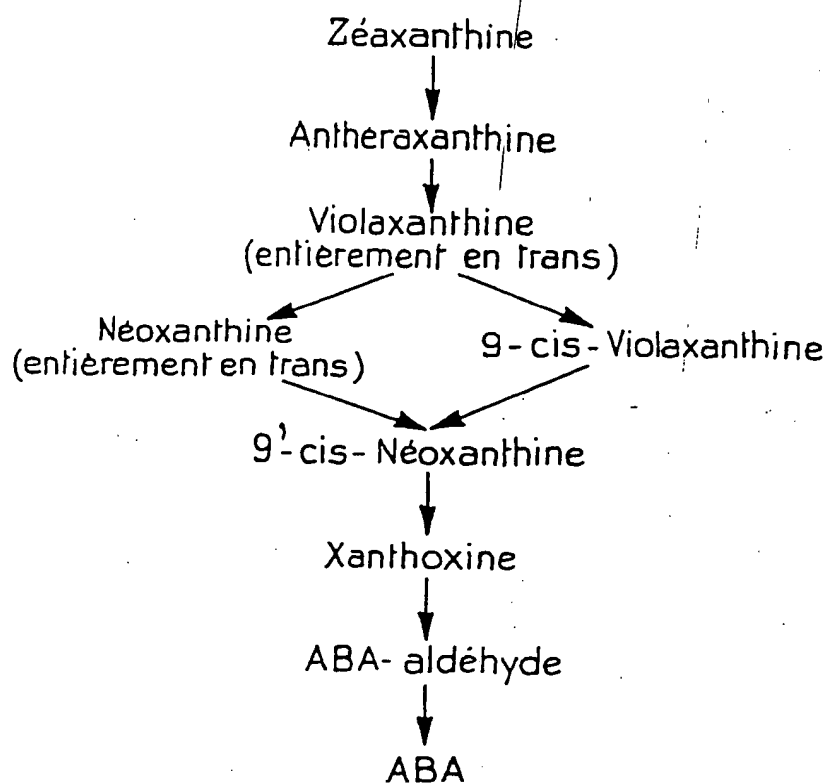 Zéaxanthine
Anthéraxanthine
Violaxanthine
(entièrement en trans)
Néoxanthine
(entièrement en trans)
9-cis-Violaxanthine
9'-cis-Néoxanthine
Xanthoxine
ABA-aldéhyde
ABA